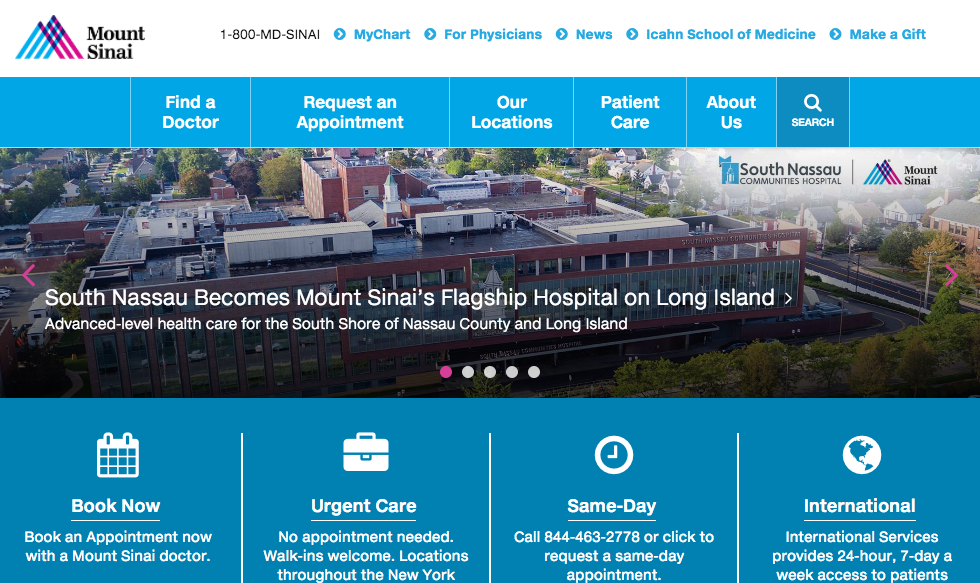 Mount
Sinai
1-800-MD-SINAI MyChart For Physicians News Icahn School of Medicine Make a Gift
Find a
Doctor
Request an
Appointment
Our
Locations
Patient
Care
About
Us
SEARCH
South Nassau
COMMUNITIES HOSPITAL
Mount
Sinai
SOUTH NASSAU COMMUNITIES HOSPITAL
South Nassau Becomes Mount Sinai's Flagship Hospital on Long Island
Advanced-level health care for the South Shore of Nassau County and Long Island
SOUTH NASSAU COMMUNITIES HOSPITAL
Book Now
Book an Appointment now
with a Mount Sinai doctor.
Urgent Care
No appointment needed.
Walk-ins welcome. Locations
throughout the New York
Same-Day
Call 844-463-2778 or click to
request a same-day
appointment.
International
International Services
provides 24-hour, 7-day a
week access to patients